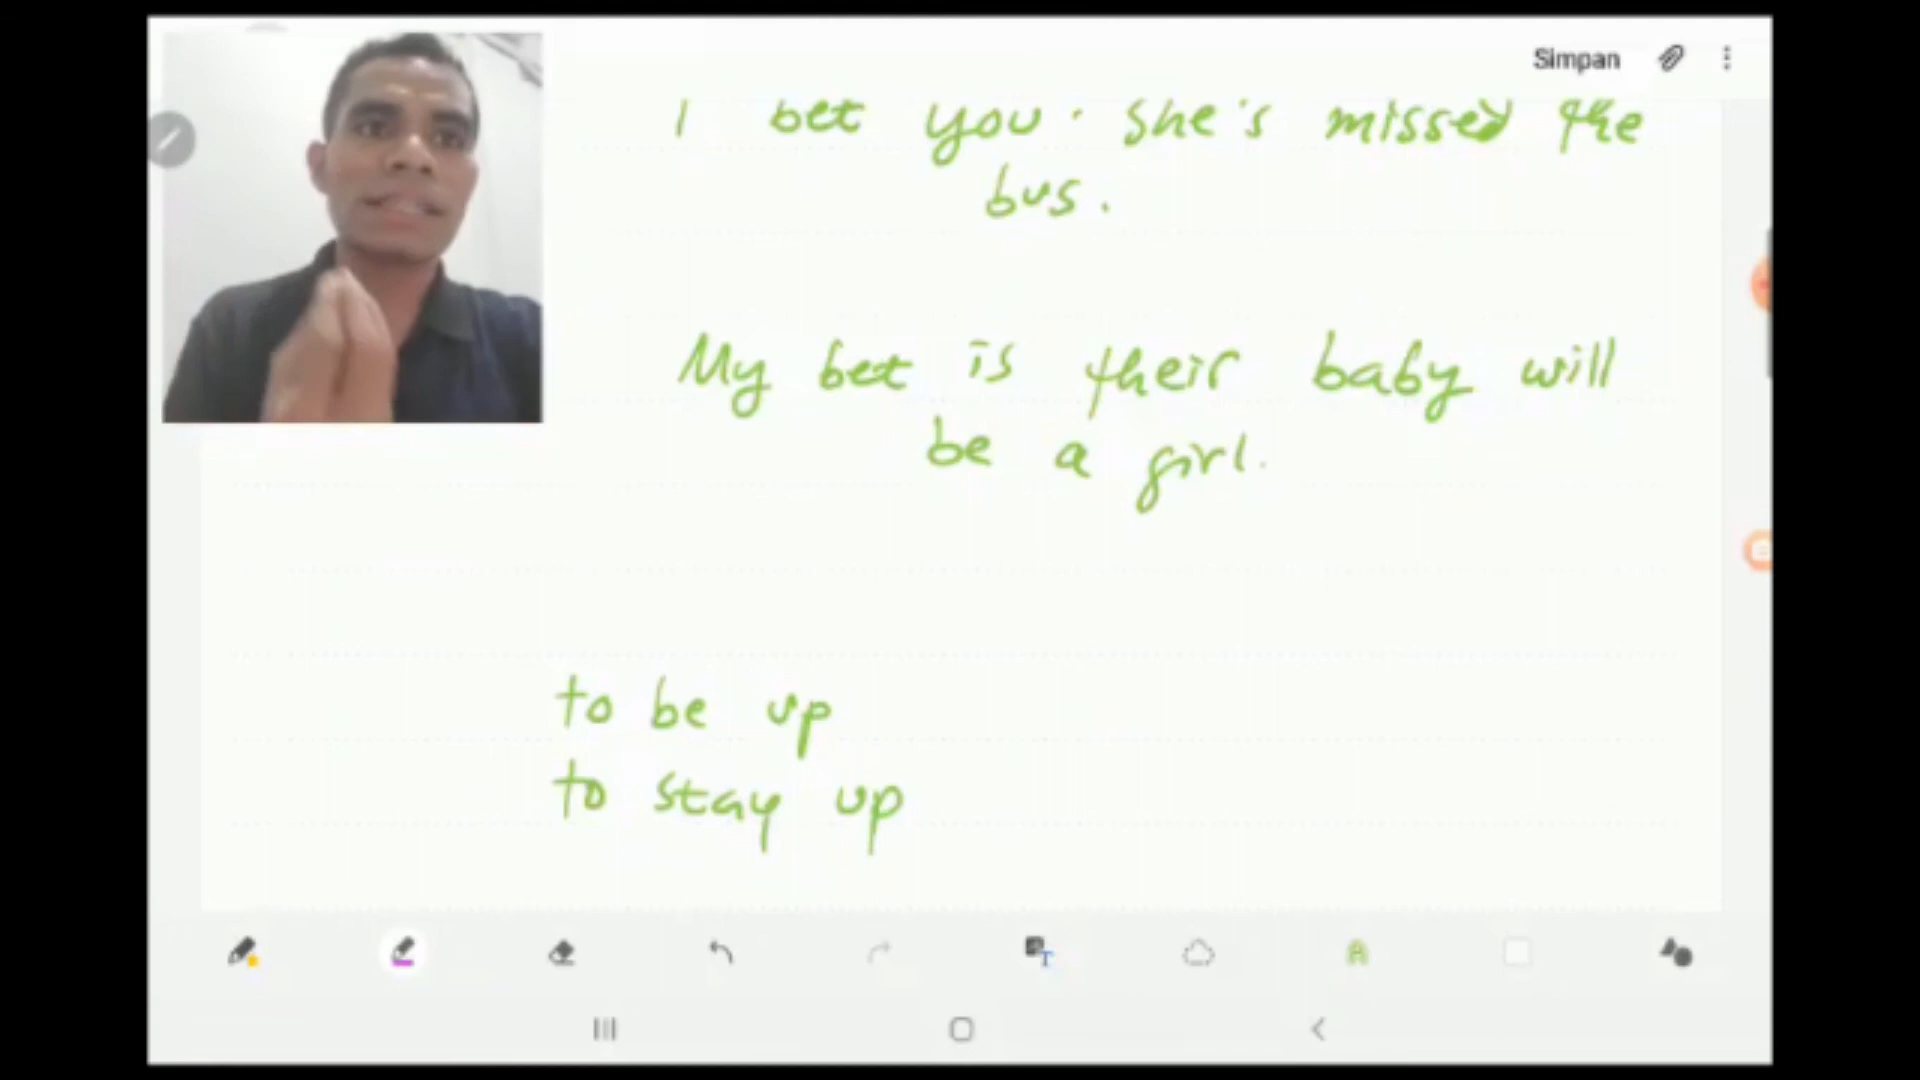 Simpan
I bet you. She's missed the
bus.
My bet is their baby will
be a girl.
to be up
to stay up